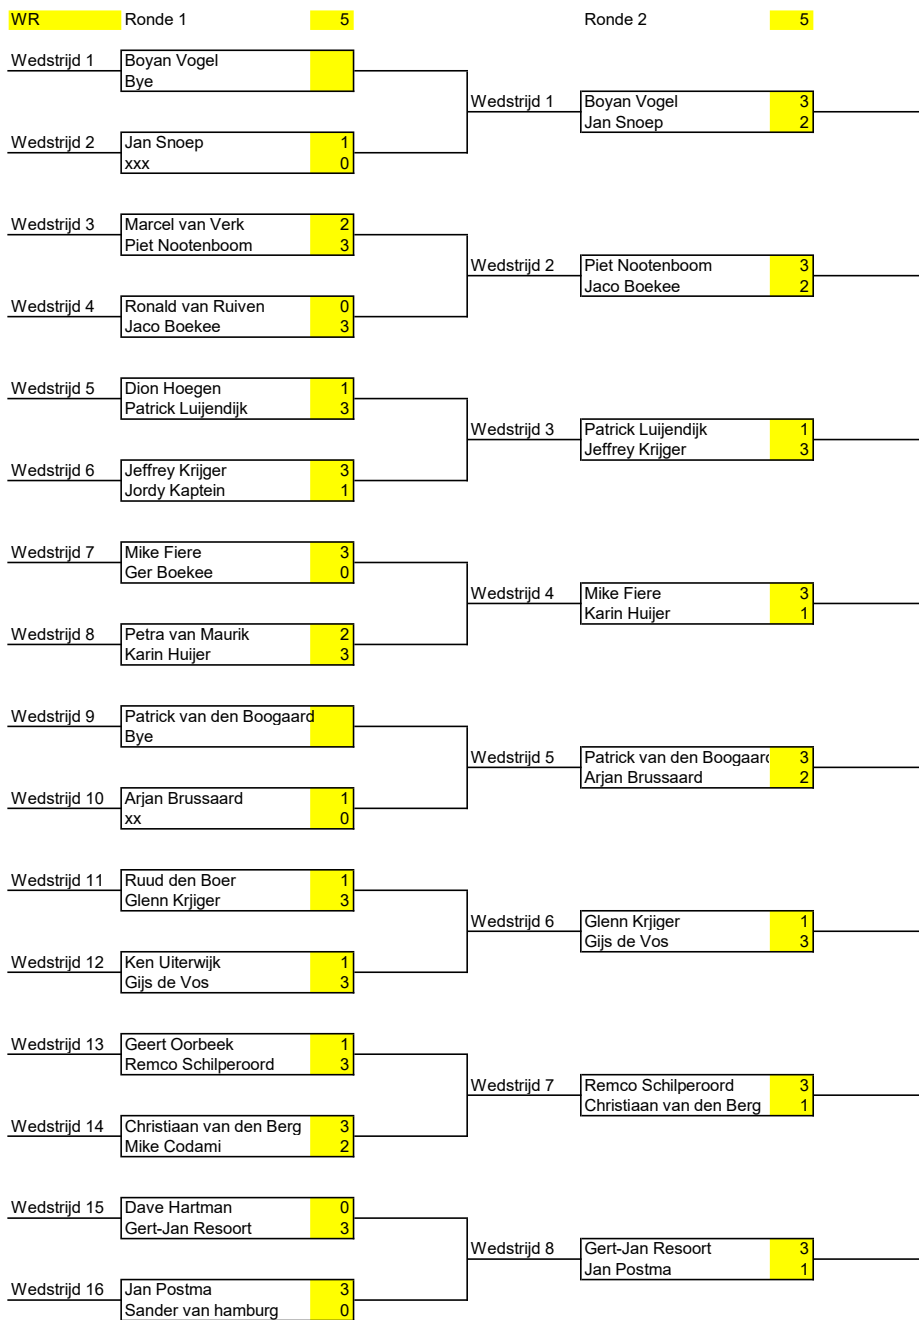 WR Ronde 1 5 Ronde 2 5
Wedstrijd 1 Boyan Vogel
Bye
Wedstrijd 1 Boyan Vogel 3
Jan Snoep 2
Wedstrijd 2 Jan Snoep 1
xxx 0
Wedstrijd 3 Marcel van Verk 2
Piet Nootenboom 3
Wedstrijd 2 Piet Nootenboom 3
Jaco Boekee 2
Wedstrijd 4 Ronald van Ruiven 0
Jaco Boekee 3
Wedstrijd 5 Dion Hoegen 1
Patrick Luijendijk 3
Wedstrijd 3 Patrick Luijendijk 1
Jeffrey Krijger 3
Wedstrijd 6 Jeffrey Krijger 3
Jordy Kaptein 1
Wedstrijd 7 Mike Fiere 3
Ger Boekee 0
Wedstrijd 4 Mike Fiere 3
Karin Huijer 1
Wedstrijd 8 Petra van Maurik 2
Karin Huijer 3
Wedstrijd 9 Patrick van den Boogaard
Bye
Wedstrijd 5 Patrick van den Boogaard 3
Arjan Brussaard 2
Wedstrijd 10 Arjan Brussaard 1
xx 0
Wedstrijd 11 Ruud den Boer 1
Glenn Krjiger 3
Wedstrijd 6 Glenn Krjiger 1
Gijs de Vos 3
Wedstrijd 12 Ken Uiterwijk 1
Gijs de Vos 3
Wedstrijd 13 Geert Oorbeek 1
Remco Schilperoord 3
Wedstrijd 7 Remco Schilperoord 3
Christiaan van den Berg 1
Wedstrijd 14 Christiaan van den Berg 3
Mike Codami 2
Wedstrijd 15 Dave Hartman 0
Gert-Jan Resoort 3
Wedstrijd 8 Gert-Jan Resoort 3
Jan Postma 1
Wedstrijd 16 Jan Postma 3
Sander van hamburg 0